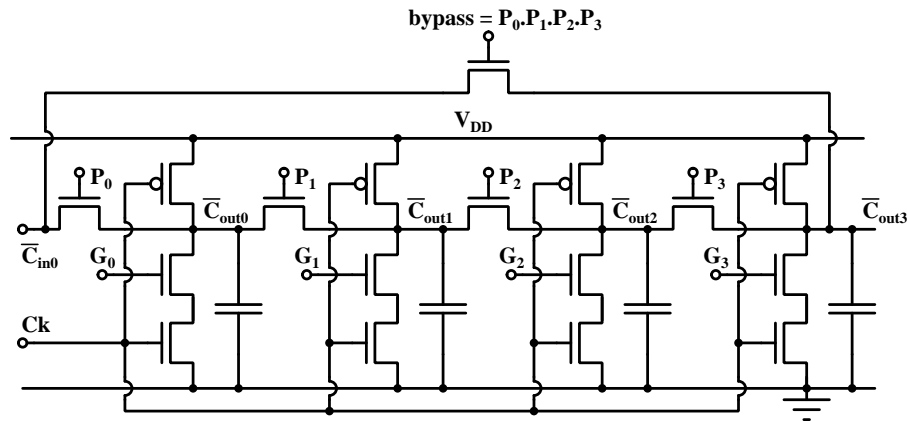 bypass = P₀.P₁.P₂.P₃
V_DD
P₀
P₁
P₂
P₃
C̅_out0
C̅_out1
C̅_out2
C̅_out3
C̅_in0
G₀
G₁
G₂
G₃
Ck